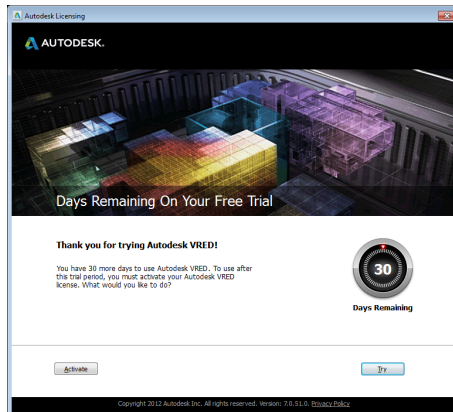 Autodesk Licensing
AUTODESK.
Days Remaining On Your Free Trial
Thank you for trying Autodesk VRED!
You have 30 more days to use Autodesk VRED. To use after
this trial period, you must activate your Autodesk VRED
license. What would you like to do?
30
Days Remaining
Activate
Try
Copyright 2012 Autodesk Inc. All rights reserved. Version: 7.0.51.0. Privacy Policy